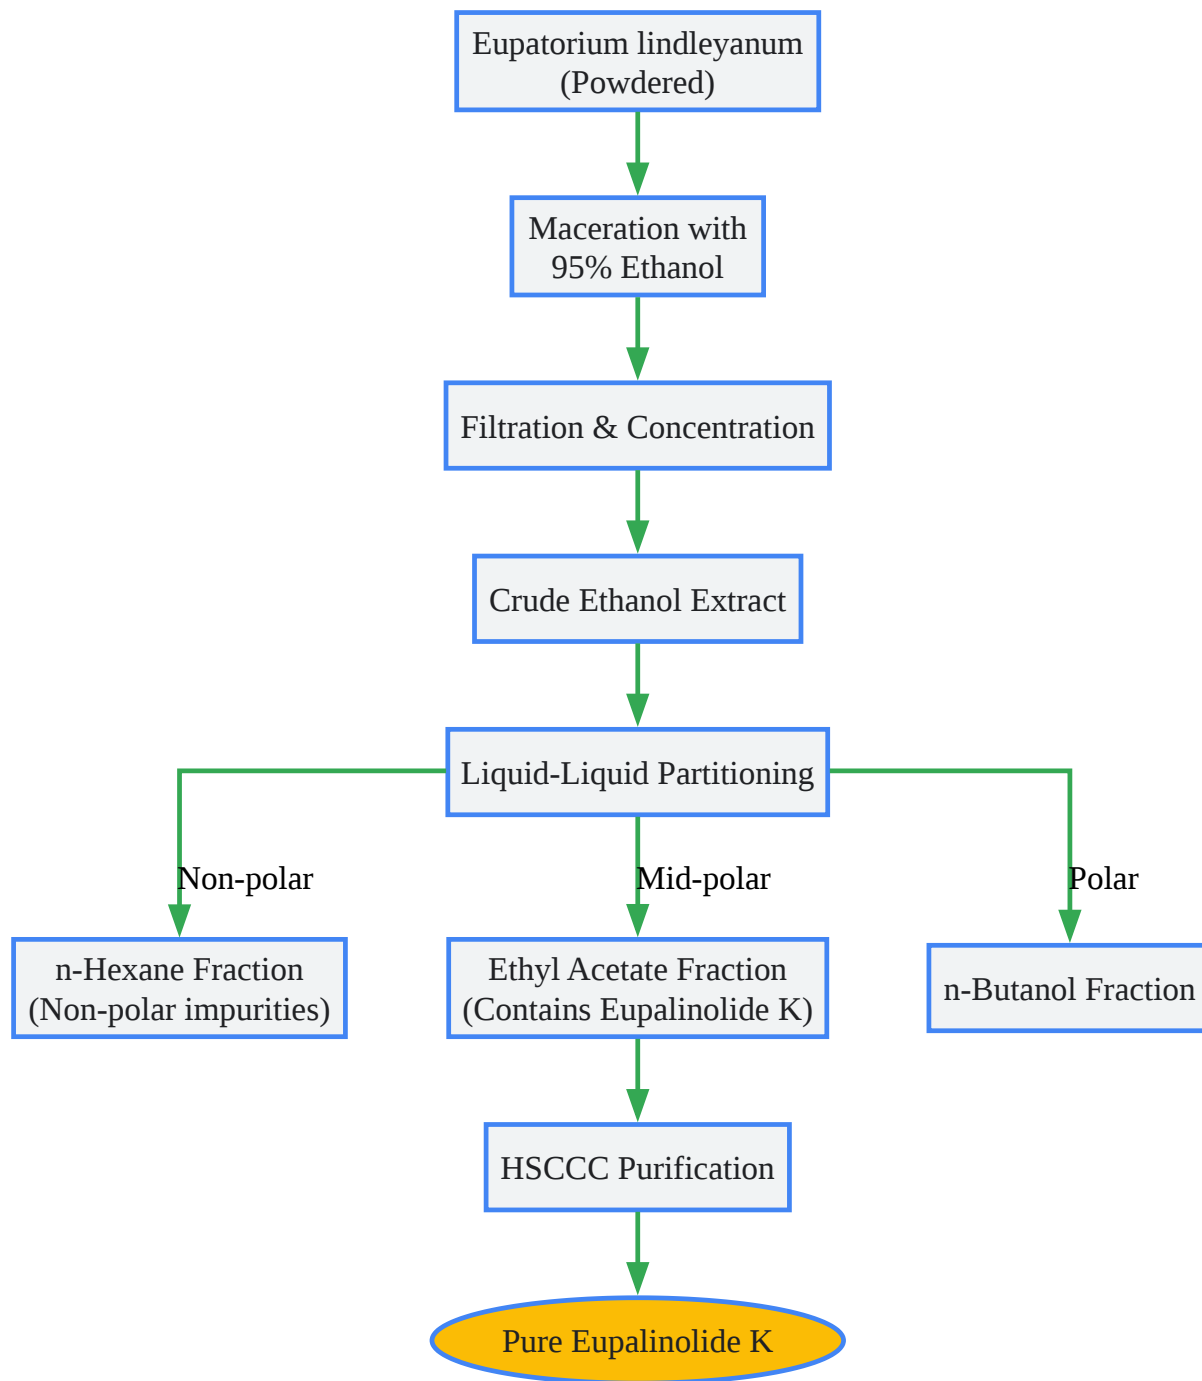 Eupatorium lindleyanum
(Powdered)
Maceration with
95% Ethanol
Filtration & Concentration
Crude Ethanol Extract
Liquid-Liquid Partitioning
Non-polar
Mid-polar
Polar
n-Hexane Fraction
(Non-polar impurities)
Ethyl Acetate Fraction
(Contains Eupalinolide K)
n-Butanol Fraction
HSCCC Purification
Pure Eupalinolide K